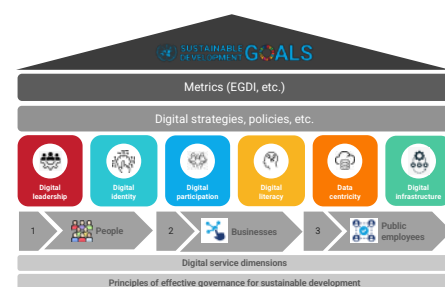 SUSTAINABLE
DEVELOPMENT GOALS
Metrics (EGDI, etc.)
Digital strategies, policies, etc.
Digital
leadership
Digital
Identity
Digital
participation
Digital
literacy
Data
centricity
Digital
infrastructure
1 People
2 Businesses
3 Public
employees
Digital service dimensions
Principles of effective governance for sustainable development